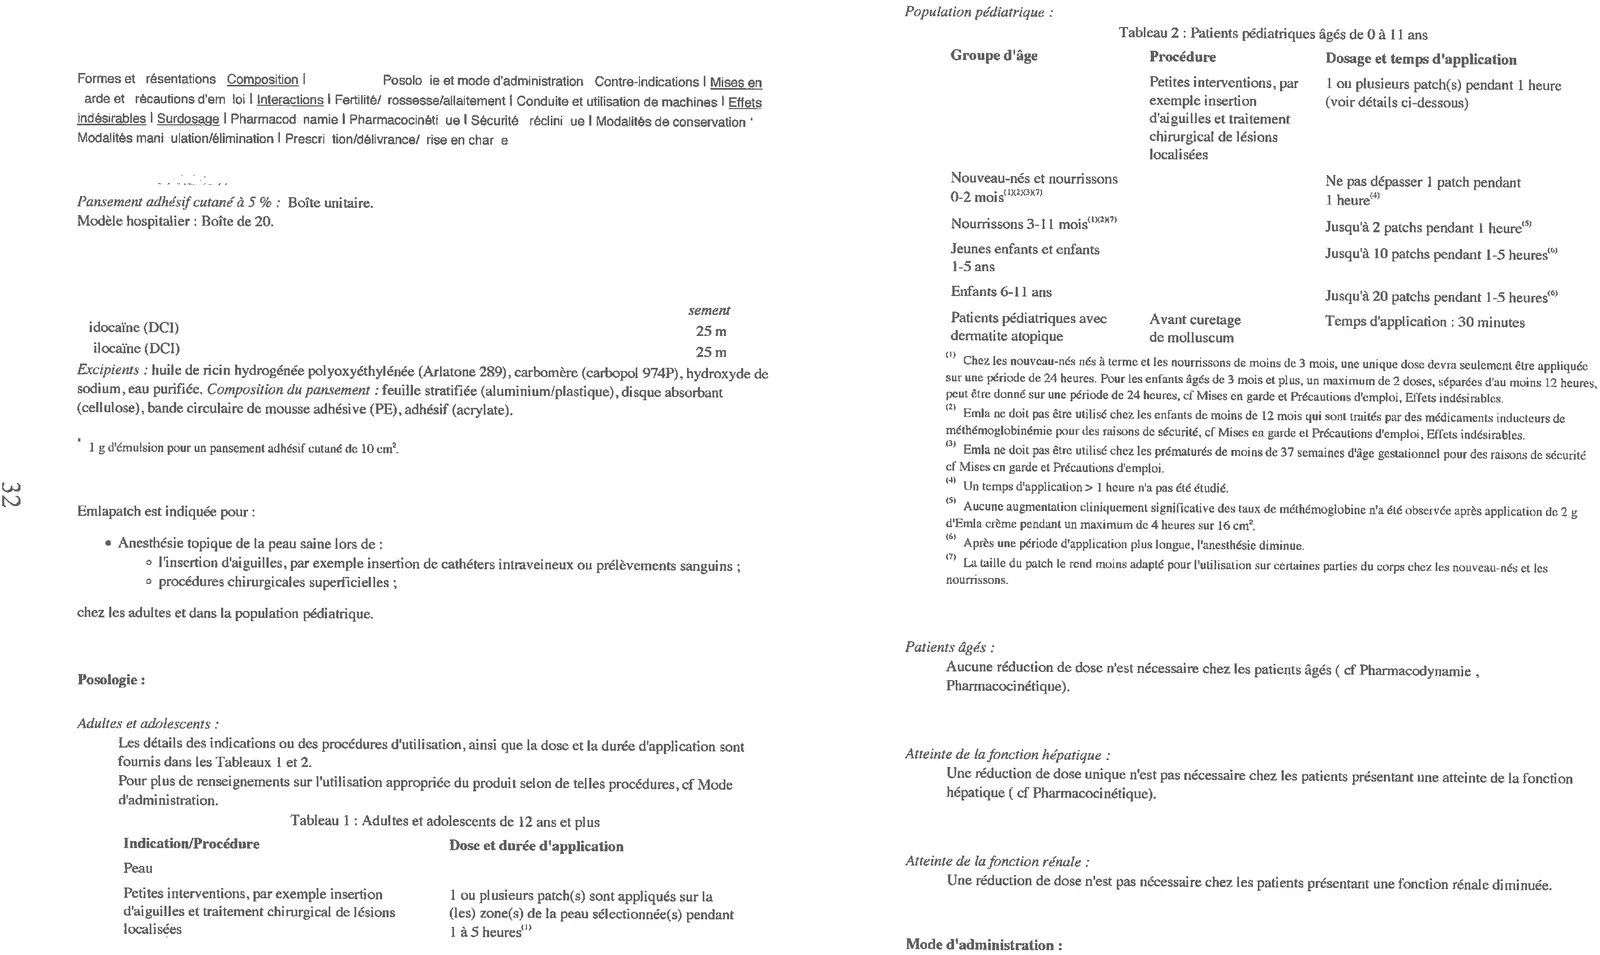 Formes et résentations Composition I Posolo ie et mode d'administration Contre-indications I Mises en
arde et récautions d'em loi I Interactions I Fertilité/ rossesse/allaitement I Conduite et utilisation de machines I Effets
indésirables I Surdosage I Pharmacod namie I Pharmacocinéti ue I Sécurité réclini ue I Modalités de conservation '
Modalités mani ulation/élimination I Prescri tion/délivrance/ rise en char e
Pansement adhésif cutané à 5 % : Boîte unitaire.
Modèle hospitalier : Boîte de 20.
sement
idocaïne (DCI) 25 m
ilocaïne (DCI) 25 m
Excipients : huile de ricin hydrogénée polyoxyéthylénée (Arlatone 289), carbomère (carbopol 974P), hydroxyde de
sodium, eau purifiée. Composition du pansement : feuille stratifiée (aluminium/plastique), disque absorbant
(cellulose), bande circulaire de mousse adhésive (PE), adhésif (acrylate).
* 1 g d'émulsion pour un pansement adhésif cutané de 10 cm².
32
Emlapatch est indiquée pour :
• Anesthésie topique de la peau saine lors de :
o l'insertion d'aiguilles, par exemple insertion de cathéters intraveineux ou prélèvements sanguins ;
o procédures chirurgicales superficielles ;
chez les adultes et dans la population pédiatrique.
Posologie :
Adultes et adolescents :
Les détails des indications ou des procédures d'utilisation, ainsi que la dose et la durée d'application sont
fournis dans les Tableaux 1 et 2.
Pour plus de renseignements sur l'utilisation appropriée du produit selon de telles procédures, cf Mode
d'administration.
Tableau 1 : Adultes et adolescents de 12 ans et plus
Indication/Procédure Dose et durée d'application
Peau
Petites interventions, par exemple insertion 1 ou plusieurs patch(s) sont appliqués sur la
d'aiguilles et traitement chirurgical de lésions (les) zone(s) de la peau sélectionnée(s) pendant
localisées 1 à 5 heures(1)
Population pédiatrique :
Tableau 2 : Patients pédiatriques âgés de 0 à 11 ans
Groupe d'âge Procédure Dosage et temps d'application
Petites interventions, par 1 ou plusieurs patch(s) pendant 1 heure
exemple insertion (voir détails ci-dessous)
d'aiguilles et traitement
chirurgical de lésions
localisées
Nouveau-nés et nourrissons Ne pas dépasser 1 patch pendant
0-2 mois(1)(2)(3)(7) 1 heure(4)
Nourrissons 3-11 mois(1)(2)(7) Jusqu'à 2 patchs pendant 1 heure(5)
Jeunes enfants et enfants Jusqu'à 10 patchs pendant 1-5 heures(6)
1-5 ans
Enfants 6-11 ans Jusqu'à 20 patchs pendant 1-5 heures(6)
Patients pédiatriques avec Avant curetage Temps d'application : 30 minutes
dermatite atopique de molluscum
(1) Chez les nouveau-nés nés à terme et les nourrissons de moins de 3 mois, une unique dose devra seulement être appliquée
sur une période de 24 heures. Pour les enfants âgés de 3 mois et plus, un maximum de 2 doses, séparées d'au moins 12 heures,
peut être donné sur une période de 24 heures, cf Mises en garde et Précautions d'emploi, Effets indésirables.
(2) Emla ne doit pas être utilisé chez les enfants de moins de 12 mois qui sont traités par des médicaments inducteurs de
méthémoglobinémie pour des raisons de sécurité, cf Mises en garde et Précautions d'emploi, Effets indésirables.
(3) Emla ne doit pas être utilisé chez les prématurés de moins de 37 semaines d'âge gestationnel pour des raisons de sécurité
cf Mises en garde et Précautions d'emploi.
(4) Un temps d'application > 1 heure n'a pas été étudié.
(5) Aucune augmentation cliniquement significative des taux de méthémoglobine n'a été observée après application de 2 g
d'Emla crème pendant un maximum de 4 heures sur 16 cm².
(6) Après une période d'application plus longue, l'anesthésie diminue.
(7) La taille du patch le rend moins adapté pour l'utilisation sur certaines parties du corps chez les nouveau-nés et les
nourrissons.
Patients âgés :
Aucune réduction de dose n'est nécessaire chez les patients âgés ( cf Pharmacodynamie ,
Pharmacocinétique).
Atteinte de la fonction hépatique :
Une réduction de dose unique n'est pas nécessaire chez les patients présentant une atteinte de la fonction
hépatique ( cf Pharmacocinétique).
Atteinte de la fonction rénale :
Une réduction de dose n'est pas nécessaire chez les patients présentant une fonction rénale diminuée.
Mode d'administration :